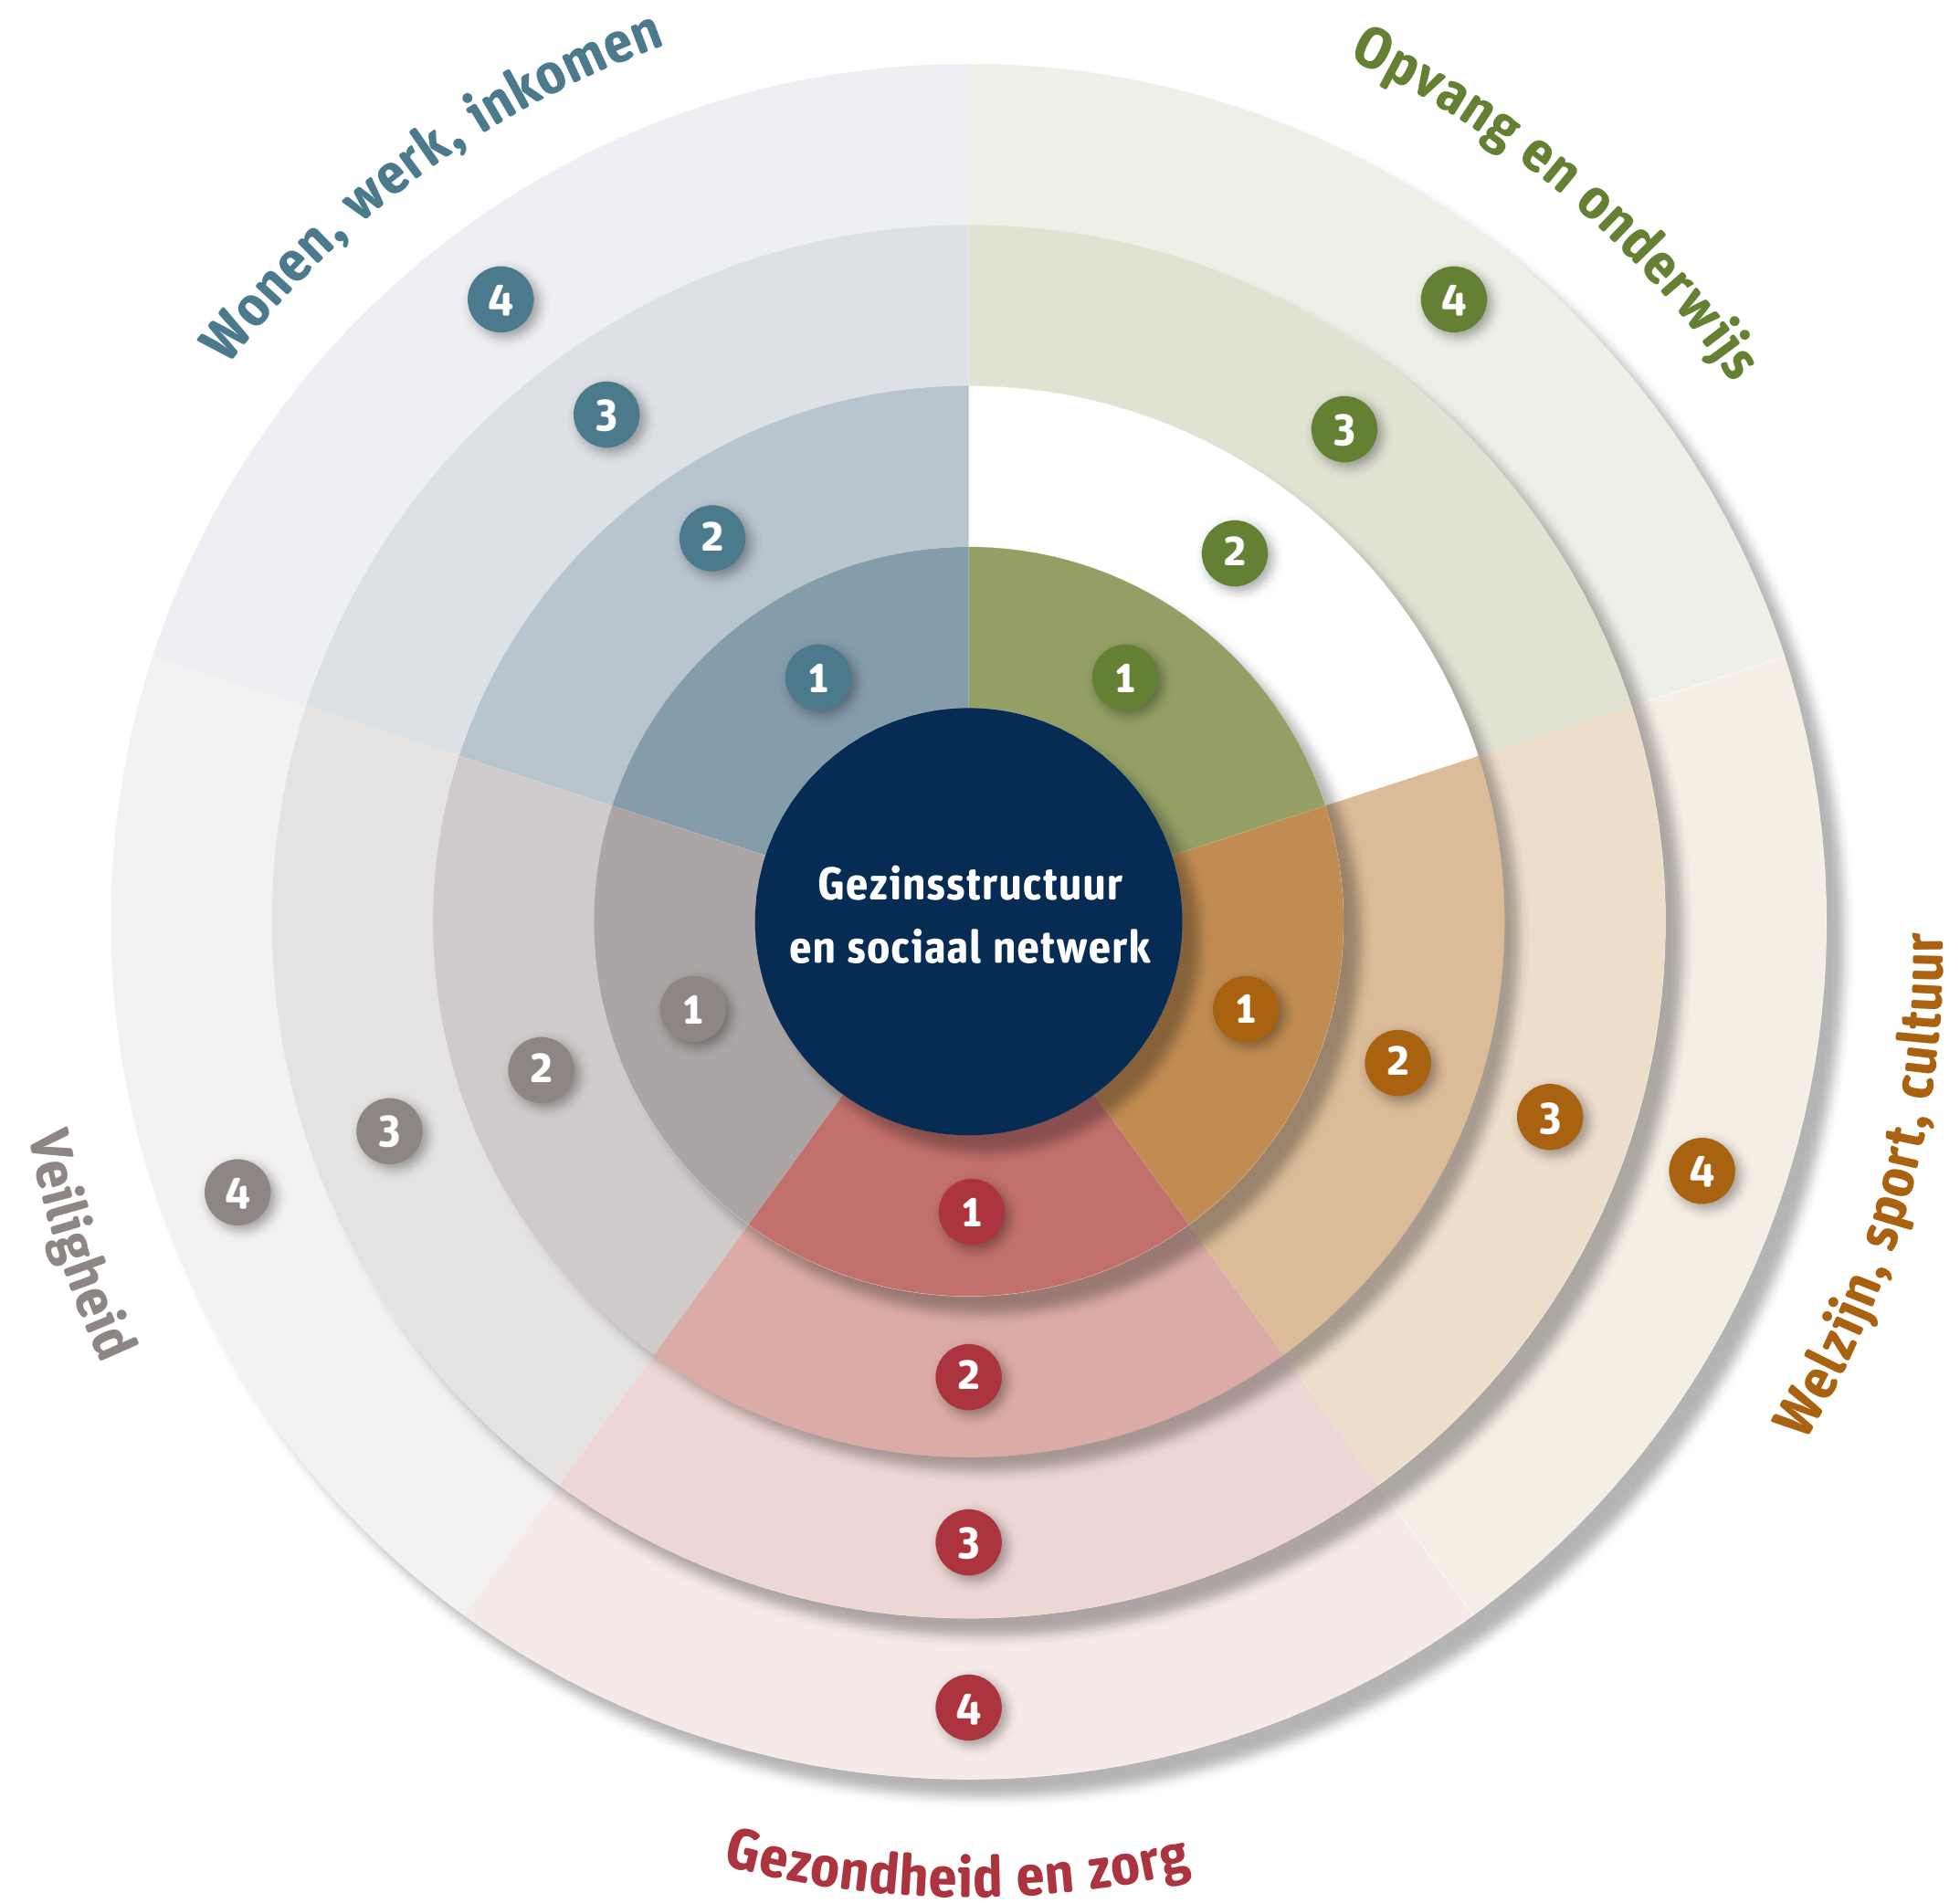 Wonen, werk, inkomen
Opvang en onderwijs
4
4
3
3
2
2
1
1
Gezinsstructuur
en sociaal netwerk
1
1
2
2
3
3
4
4
Veiligheid
Welzijn, sport, cultuur
1
2
3
4
Gezondheid en zorg